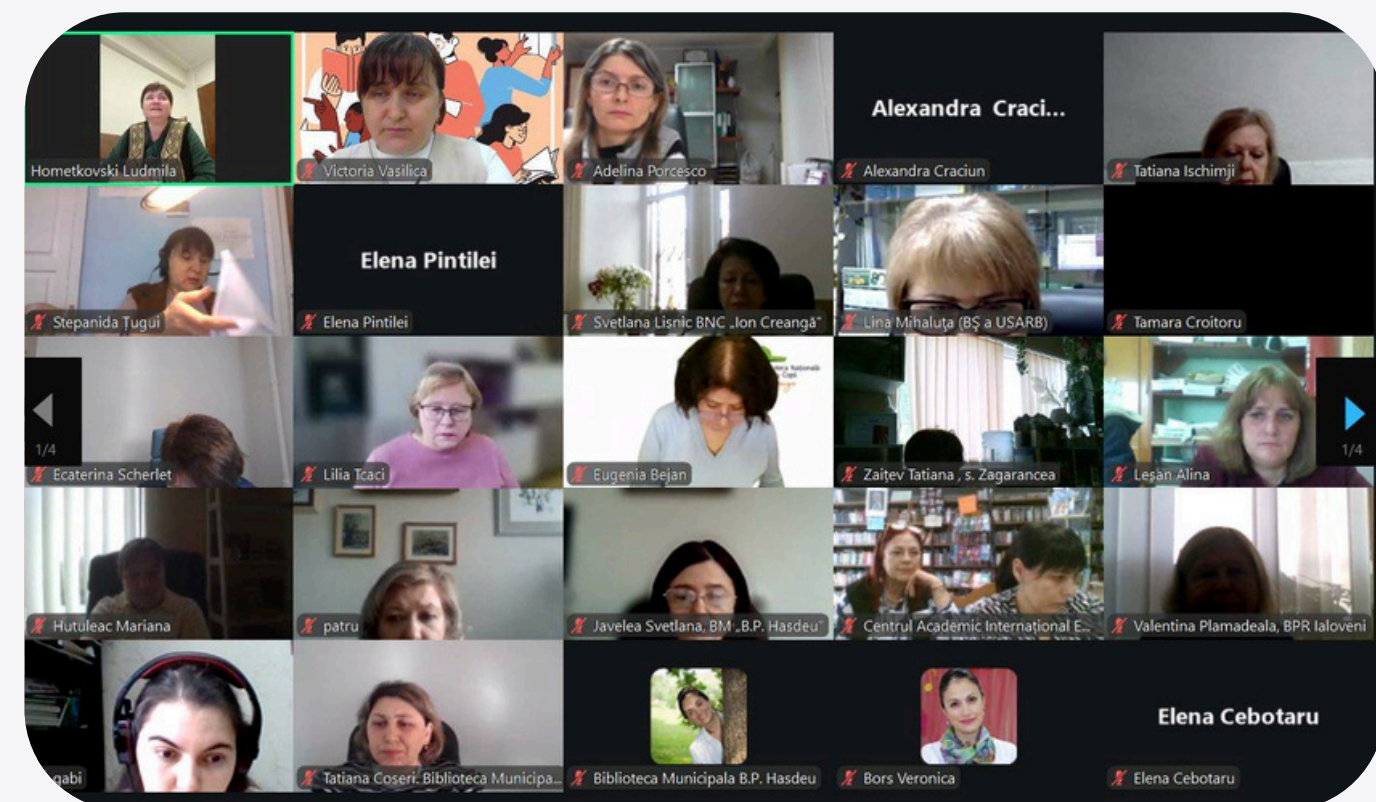 Hometkovski Ludmila
Victoria Vasilica
Adelina Porcesco
Alexandra Craci...
Alexandra Craciun
Tatiana Ischimji
Stepanida Țugui
Elena Pintilei
Elena Pintilei
Svetlana Lisnic BNC „Ion Creangă"
Lina Mihaluța (BȘ a USARB)
Tamara Croitoru
1/4
Ecaterina Scherlet
Lilia Tcaci
Eugenia Bejan
Zaițev Tatiana , s. Zagarancea
Leșan Alina
1/4
Hutuleac Mariana
patru
Javelea Svetlana, BM „B.P. Hasdeu"
Centrul Academic Internațional E...
Valentina Plamadeala, BPR Ialoveni
gabi
Tatiana Coșeri. Biblioteca Municipa...
Biblioteca Municipala B.P. Hasdeu
Bors Veronica
Elena Cebotaru
Elena Cebotaru